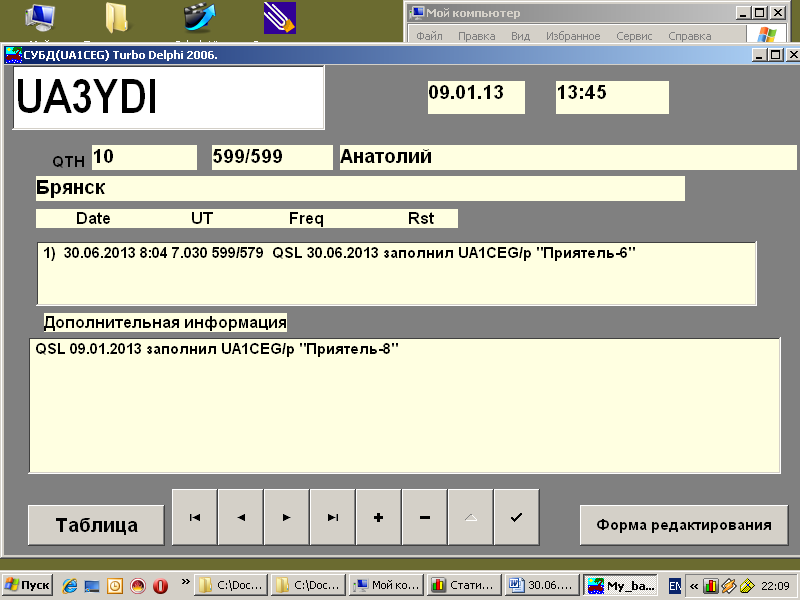 Мой компьютер
Файл Правка Вид Избранное Сервис Справка
СУБД(UA1CEG) Turbo Delphi 2006.
UA3YDI
09.01.13 13:45
QTH 10 599/599 Анатолий
Брянск
Date UT Freq Rst
1) 30.06.2013 8:04 7.030 599/579 QSL 30.06.2013 заполнил UA1CEG/p "Приятель-6"
Дополнительная информация
QSL 09.01.2013 заполнил UA1CEG/p "Приятель-8"
Таблица
Форма редактирования
Пуск » C:\Doc... C:\Doc... Мой ко... Стати... 30.06.... My_ba... EN « 22:09